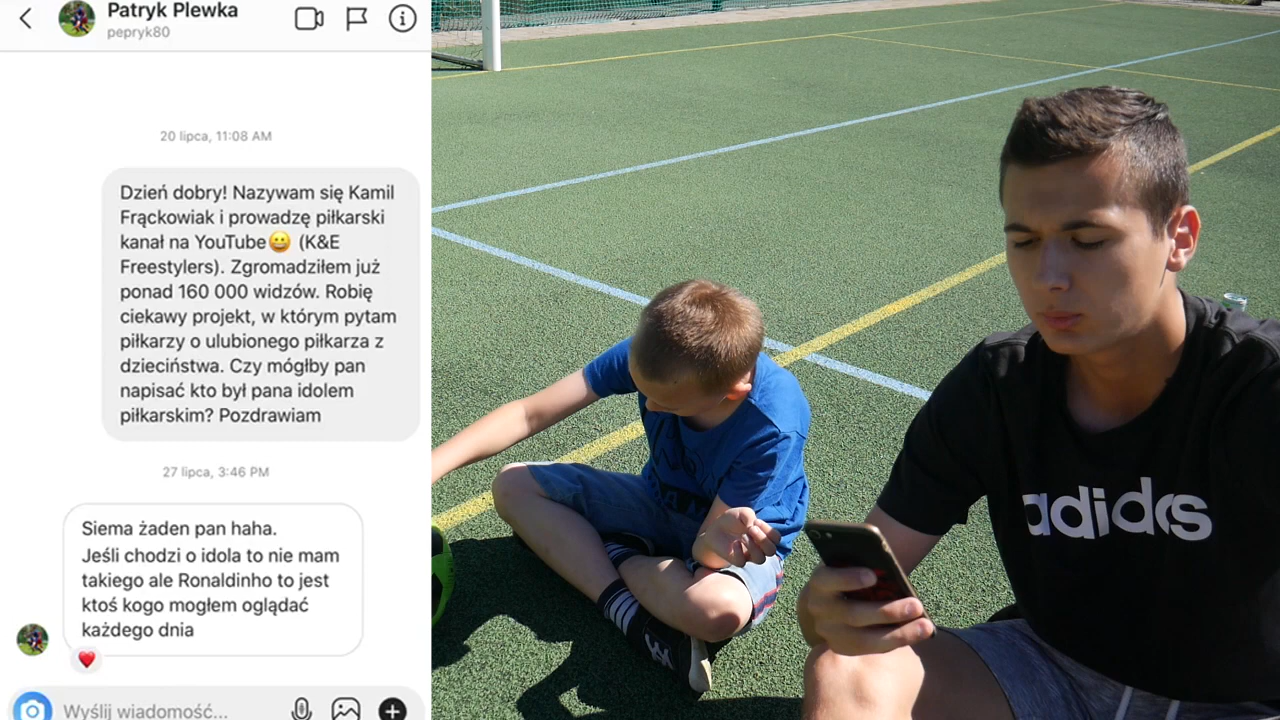 Patryk Plewka
pepryk80
20 lipca, 11:08 AM
Dzień dobry! Nazywam się Kamil
Frąckowiak i prowadzę piłkarski
kanał na YouTube😀 (K&E
Freestylers). Zgromadziłem już
ponad 160 000 widzów. Robię
ciekawy projekt, w którym pytam
piłkarzy o ulubionego piłkarza z
dzieciństwa. Czy mógłby pan
napisać kto był pana idolem
piłkarskim? Pozdrawiam
27 lipca, 3:46 PM
Siema żaden pan haha.
Jeśli chodzi o idola to nie mam
takiego ale Ronaldinho to jest
ktoś kogo mogłem oglądać
każdego dnia
Wyślij wiadomość...
adidas